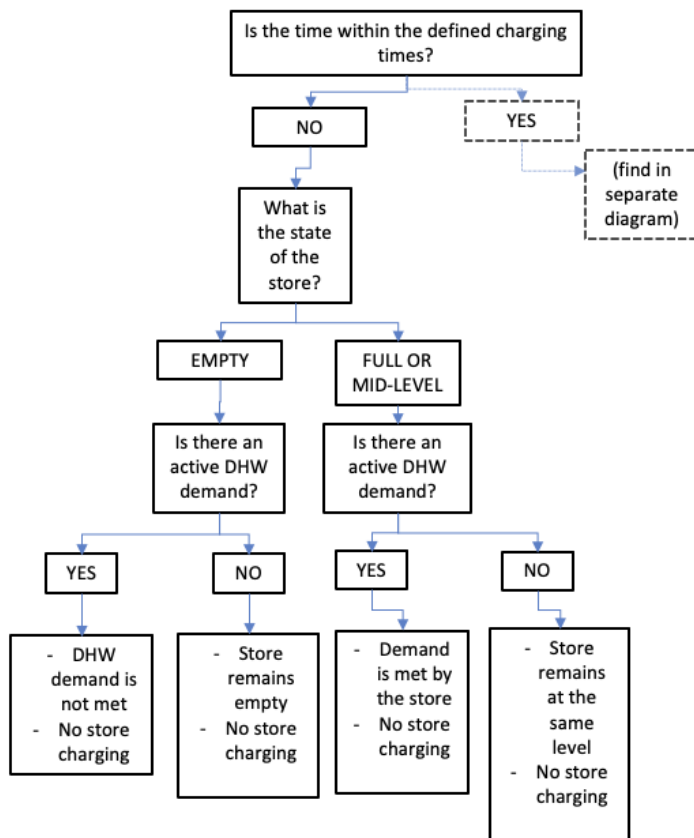 Is the time within the defined charging
times?
NO
YES
(find in
separate
diagram)
What is
the state
of the
store?
EMPTY
FULL OR
MID-LEVEL
Is there an
active DHW
demand?
Is there an
active DHW
demand?
YES
NO
YES
NO
- DHW
demand is
not met
- No store
charging
- Store
remains
empty
- No store
charging
- Demand
is met by
the store
- No store
charging
- Store
remains
at the
same
level
- No store
charging